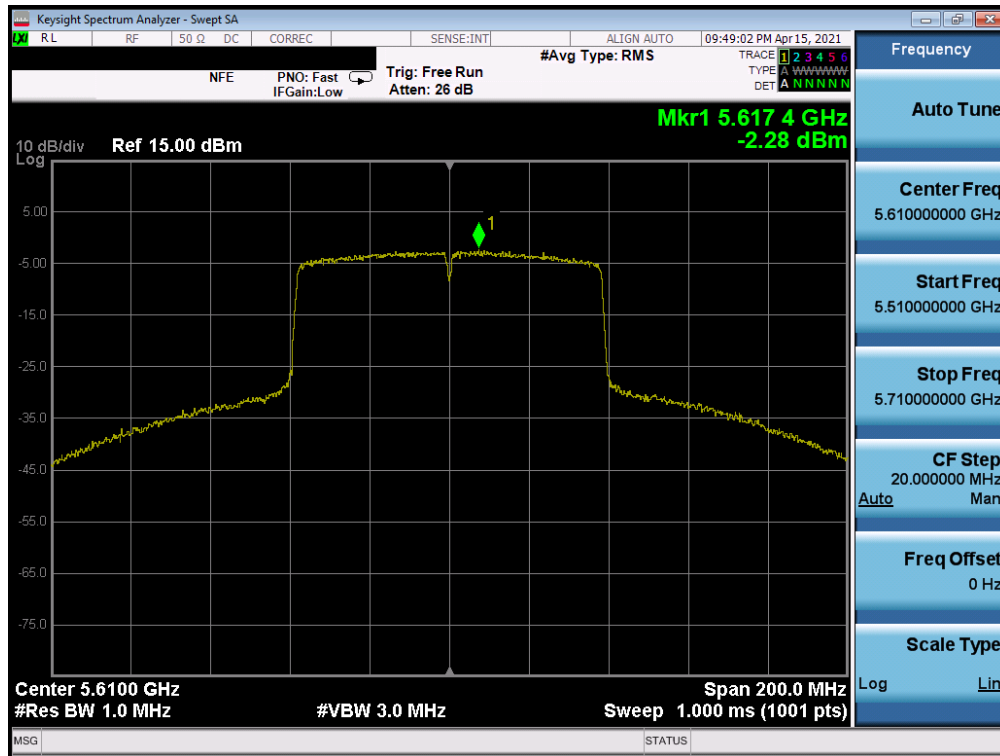 Keysight Spectrum Analyzer - Swept SA
LXI RL RF 50 Ω DC CORREC SENSE:INT ALIGN AUTO 09:49:02 PM Apr 15, 2021
#Avg Type: RMS
TRACE 1 2 3 4 5 6
NFE PNO: Fast Trig: Free Run TYPE A WWWWW
IFGain:Low Atten: 26 dB DET A N N N N N
Mkr1 5.617 4 GHz
-2.28 dBm
10 dB/div Ref 15.00 dBm
Log
1
5.00
-5.00
-15.0
-25.0
-35.0
-45.0
-55.0
-65.0
-75.0
Center 5.6100 GHz Span 200.0 MHz
#Res BW 1.0 MHz #VBW 3.0 MHz Sweep 1.000 ms (1001 pts)
MSG STATUS
Frequency
Auto Tune
Center Freq
5.610000000 GHz
Start Freq
5.510000000 GHz
Stop Freq
5.710000000 GHz
CF Step
20.000000 MHz
Auto Man
Freq Offset
0 Hz
Scale Type
Log Lin